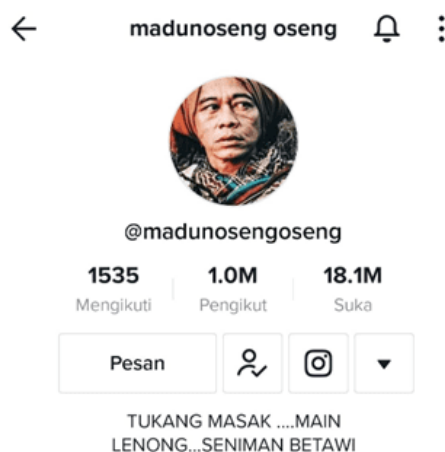 madunoseng oseng
@madunosengoseng
1535 1.0M 18.1M
Mengikuti Pengikut Suka
Pesan
TUKANG MASAK ....MAIN
LENONG...SENIMAN BETAWI